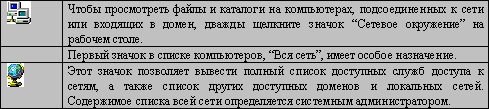 Чтобы просмотреть файлы и каталоги на компьютерах, подсоединенных к сети
или входящих в домен, дважды щелкните значок “Сетевое окружение” на
рабочем столе.
Первый значок в списке компьютеров, “Вся сеть”, имеет особое назначение.
Этот значок позволяет вывести полный список доступных служб доступа к
сетям, а также список других доступных доменов и локальных сетей.
Содержимое списка всей сети определяется системным администратором.